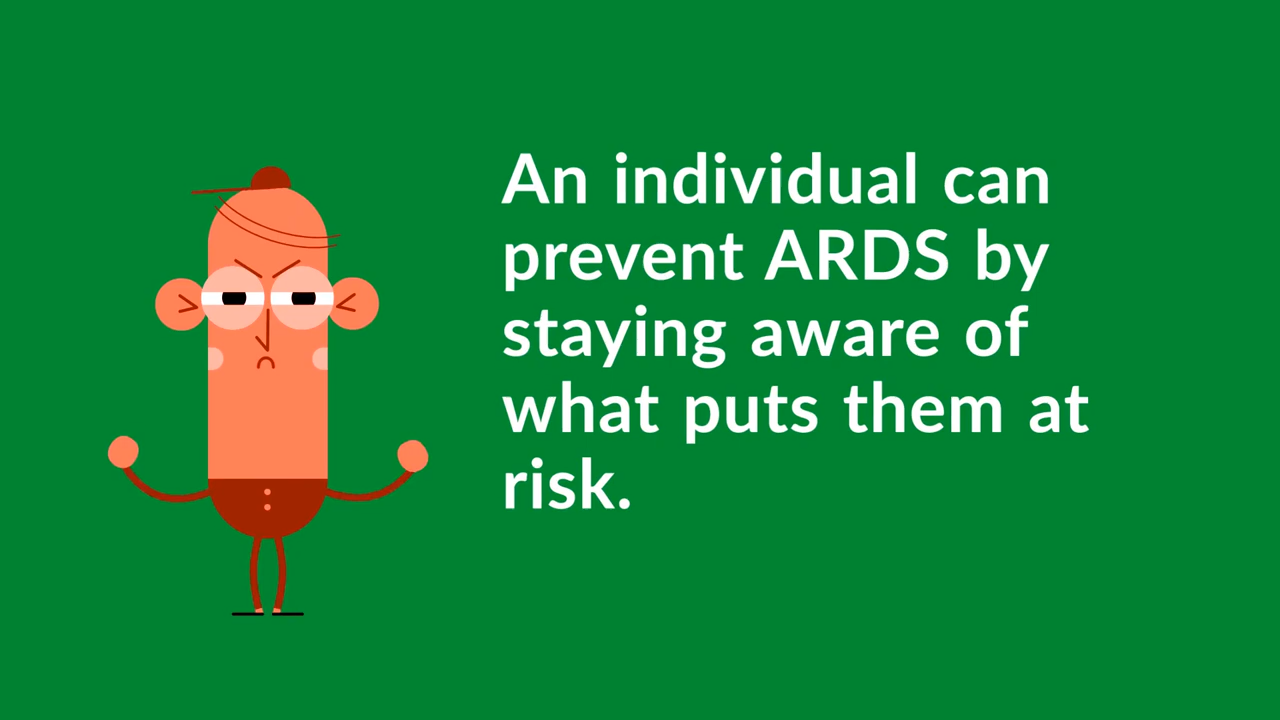 An individual can
prevent ARDS by
staying aware of
what puts them at
risk.